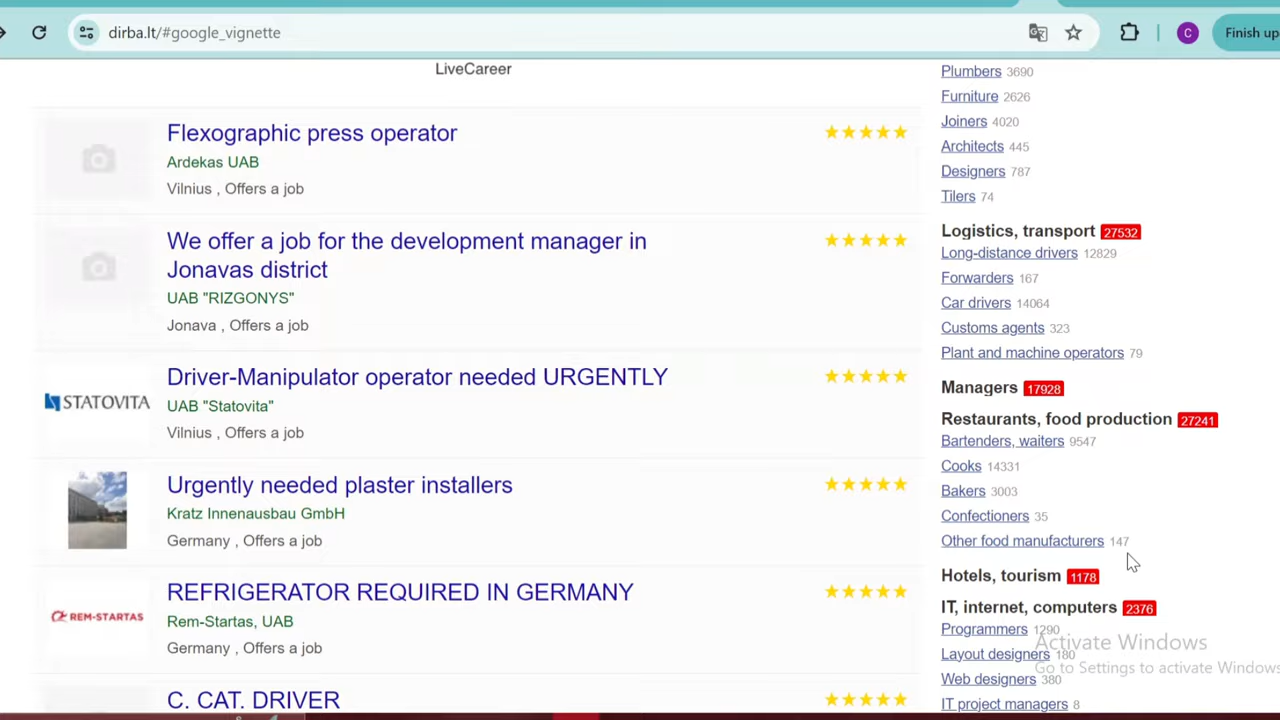 dirba.lt/#google_vignette
C
Finish up
LiveCareer
Flexographic press operator
Ardekas UAB
Vilnius , Offers a job
We offer a job for the development manager in
Jonavas district
UAB "RIZGONYS"
Jonava , Offers a job
STATOVITA
Driver-Manipulator operator needed URGENTLY
UAB "Statovita"
Vilnius , Offers a job
Urgently needed plaster installers
Kratz Innenausbau GmbH
Germany , Offers a job
REM-STARTAS
REFRIGERATOR REQUIRED IN GERMANY
Rem-Startas, UAB
Germany , Offers a job
C. CAT. DRIVER
Plumbers 3690
Furniture 2626
Joiners 4020
Architects 445
Designers 787
Tilers 74
Logistics, transport 27532
Long-distance drivers 12829
Forwarders 167
Car drivers 14064
Customs agents 323
Plant and machine operators 79
Managers 17928
Restaurants, food production 27241
Bartenders, waiters 9547
Cooks 14331
Bakers 3003
Confectioners 35
Other food manufacturers 147
Hotels, tourism 1178
IT, internet, computers 2376
Programmers 1290
Layout designers 180
Web designers 380
IT project managers 8
Activate Windows
Go to Settings to activate Windows